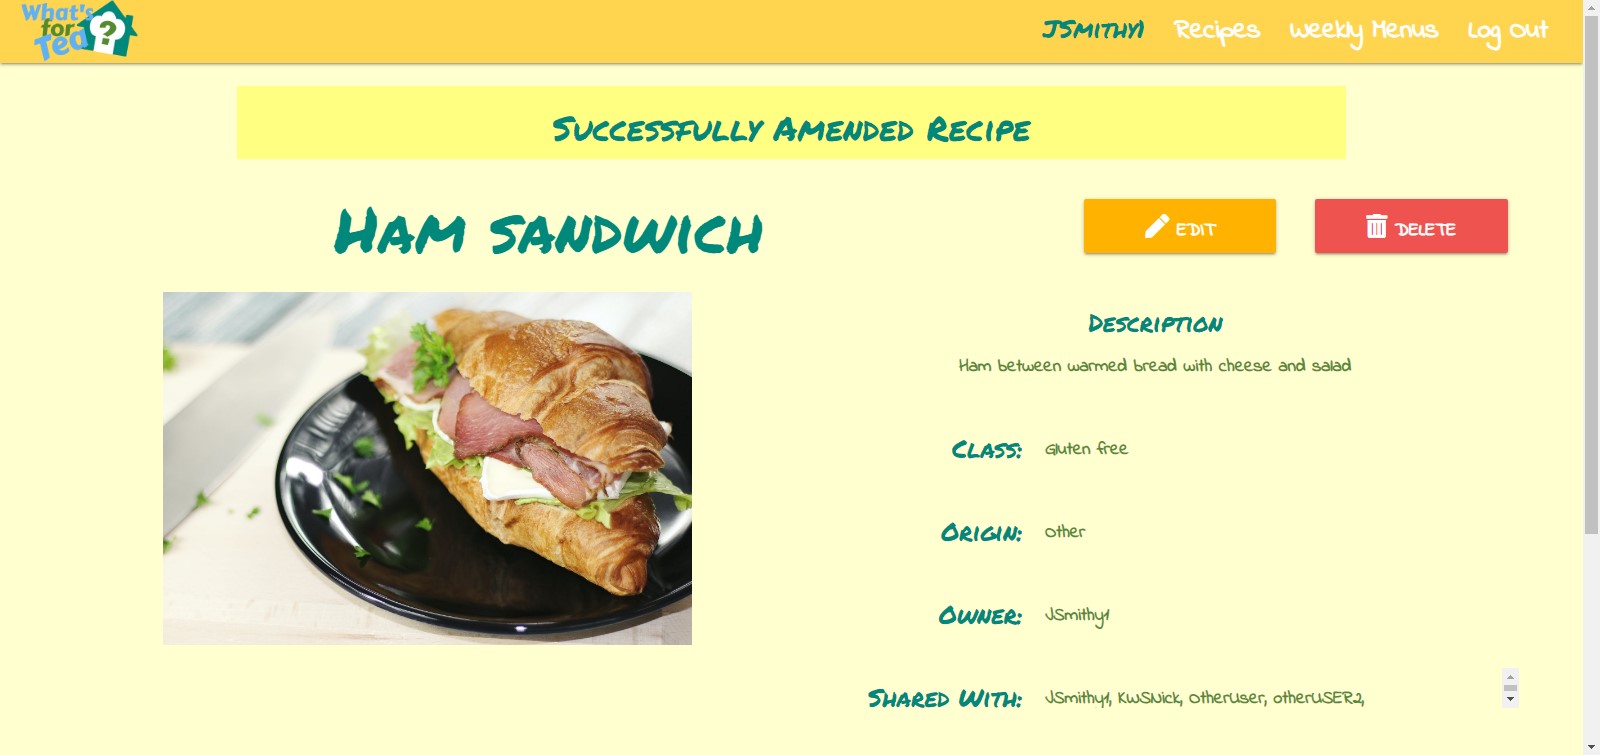 What's for Tea ?
JSmithy1 Recipes Weekly Menus Log Out
Successfully Amended Recipe
Ham sandwich
EDIT
DELETE
Description
Ham between warmed bread with cheese and salad
Class: Gluten free
Origin: Other
Owner: JSmithy1
Shared With: JSmithy1, KWSNick, OtherUser, otherUSER2,